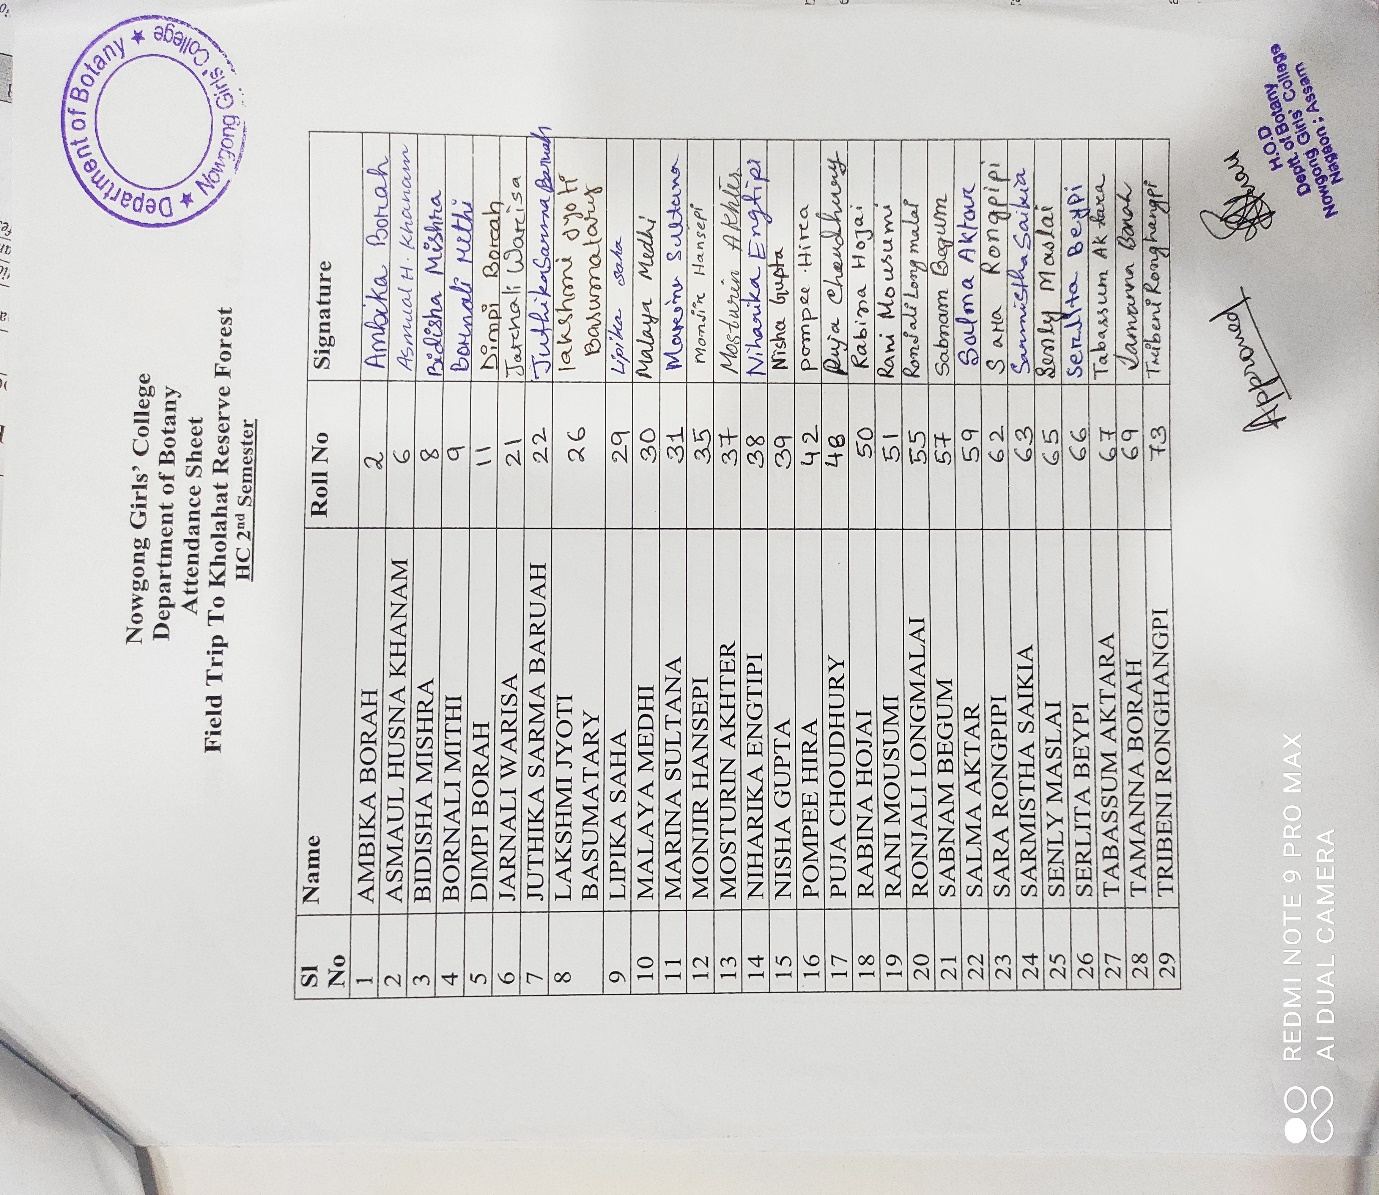 Department of Botany ★ Nowgong Girls' College ★
Nowgong Girls' College
Department of Botany
Attendance Sheet
Field Trip To Kholahat Reserve Forest
HC 2nd Semester
Sl No Name Roll No Signature
1 AMBIKA BORAH 2 Ambika Borah
2 ASMAUL HUSNA KHANAM 6 Asmaul H. Khanam
3 BIDISHA MISHRA 8 Bidisha Mishra
4 BORNALI MITHI 9 Bornali Mithi
5 DIMPI BORAH 11 Dimpi Borah
6 JARNALI WARISA 21 Jarnali Warisa
7 JUTHIKA SARMA BARUAH 22 Juthika Sarma Baruah
8 LAKSHMI JYOTI 26 lakshmi Jyoti
BASUMATARY Basumatary
9 LIPIKA SAHA 29 Lipika saha
10 MALAYA MEDHI 30 Malaya Medhi
11 MARINA SULTANA 31 Marina Sultana
12 MONJIR HANSEPI 35 Monjir Hansepi
13 MOSTURIN AKHTER 37 Mosturin Akhter
14 NIHARIKA ENGTIPI 38 Niharika Engtipi
15 NISHA GUPTA 39 Nisha Gupta
16 POMPEE HIRA 42 Pompee Hira
17 PUJA CHOUDHURY 48 Puja Choudhury
18 RABINA HOJAI 50 Rabina Hojai
19 RANI MOUSUMI 51 Rani Mousumi
20 RONJALI LONGMALAI 55 Ronjali Longmalai
21 SABNAM BEGUM 57 Sabnam Begum
22 SALMA AKTAR 59 Salma Aktar
23 SARA RONGPIPI 62 Sara Rongpipi
24 SARMISTHA SAIKIA 63 Sarmistha Saikia
25 SENLY MASLAI 65 Senly Maslai
26 SERLITA BEYPI 66 Serlita Beypi
27 TABASSUM AKTARA 67 Tabassum Aktara
28 TAMANNA BORAH 69 Tamanna Borah
29 TRIBENI RONGHANGPI 73 Tribeni Ronghangpi
Approved
H.O.D
Dept. of Botany
Nowgong Girls' College
Nagaon : Assam
REDMI NOTE 9 PRO MAX
AI DUAL CAMERA